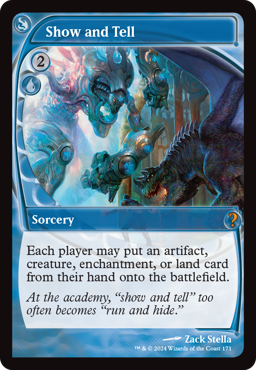 Show and Tell
2
Sorcery
Each player may put an artifact,
creature, enchantment, or land card
from their hand onto the battlefield.
At the academy, “show and tell” too
often becomes “run and hide.”
Zack Stella
™ & © 2024 Wizards of the Coast 171